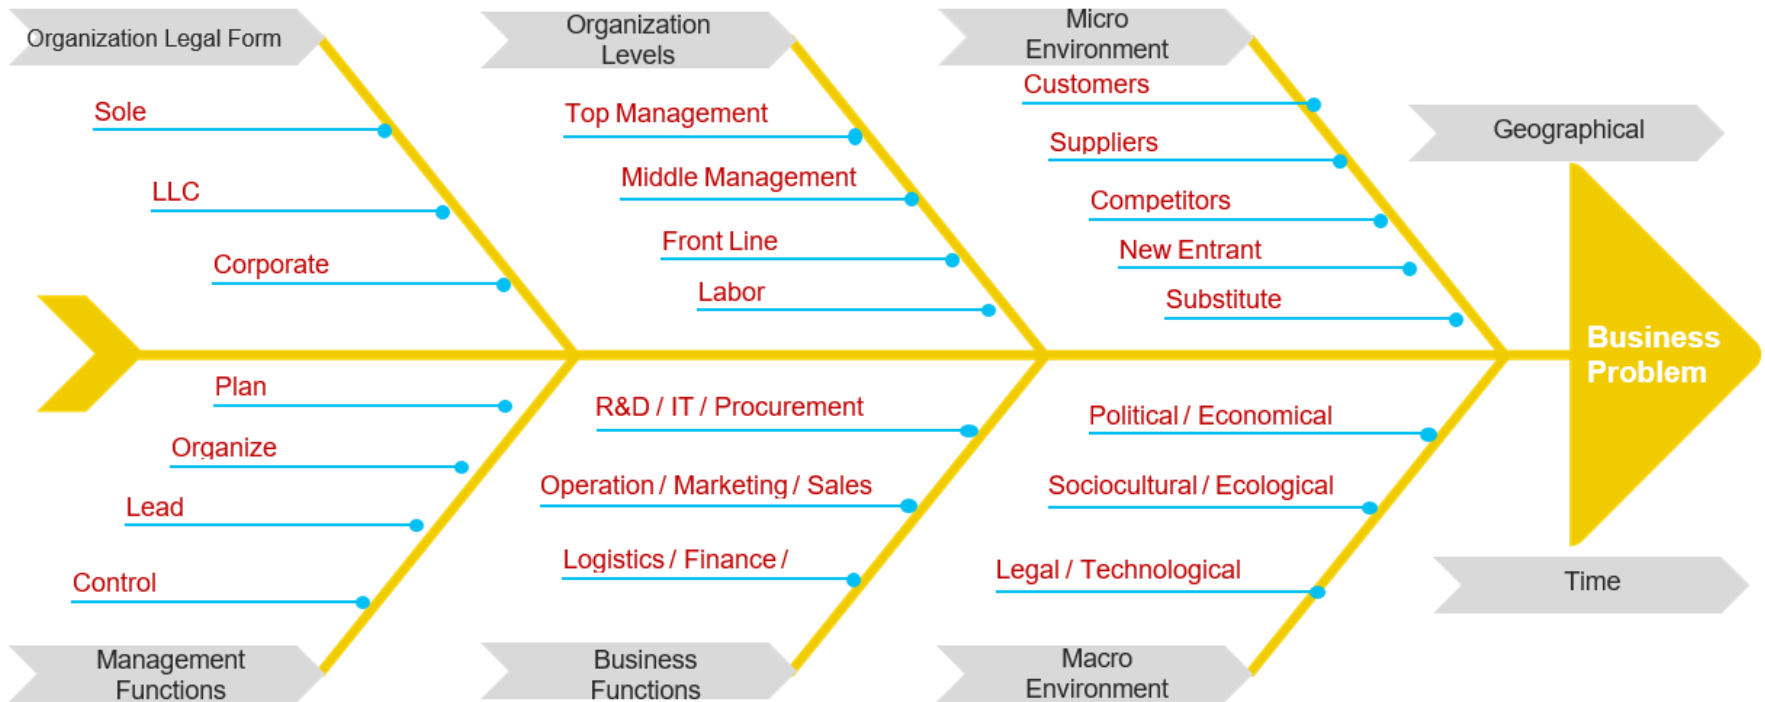 Organization Legal Form
Sole
LLC
Corporate
Organization
Levels
Top Management
Middle Management
Front Line
Labor
Micro
Environment
Customers
Suppliers
Competitors
New Entrant
Substitute
Geographical
Business
Problem
Plan
Organize
Lead
Control
Management
Functions
R&D / IT / Procurement
Operation / Marketing / Sales
Logistics / Finance /
Business
Functions
Political / Economical
Sociocultural / Ecological
Legal / Technological
Macro
Environment
Time